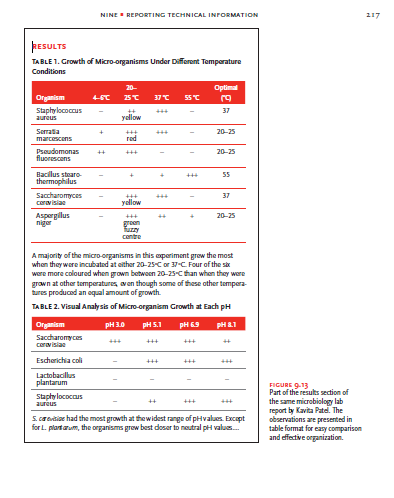 NINE ■ REPORTING TECHNICAL INFORMATION 217
RESULTS
TABLE 1. Growth of Micro-organisms Under Different Temperature
Conditions
20– Optimal
Organism 4–6°C 25 °C 37 °C 55 °C (°C)
Staphylococcus – ++ +++ – 37
aureus yellow
Serratia + +++ +++ – 20–25
marcescens red
Pseudomonas ++ +++ – – 20–25
fluorescens
Bacillus stearo- – + + +++ 55
thermophilus
Saccharomyces – +++ +++ – 37
cerevisiae yellow
Aspergillus – +++ ++ + 20–25
niger green
fuzzy
centre
A majority of the micro-organisms in this experiment grew the most
when they were incubated at either 20–25°C or 37°C. Four of the six
were more coloured when grown between 20–25°C than when they were
grown at other temperatures, even though some of these other tempera-
tures produced an equal amount of growth.
TABLE 2. Visual Analysis of Micro-organism Growth at Each pH
Organism pH 3.0 pH 5.1 pH 6.9 pH 8.1
Saccharomyces +++ +++ +++ ++
cerevisiae
Escherichia coli – +++ +++ +++
Lactobacillus – – – –
plantarum
Staphylococcus – ++ +++ +++
aureus
S. cerevisiae had the most growth at the widest range of pH values. Except
for L. plantarum, the organisms grew best closer to neutral pH values....
FIGURE 9.13
Part of the results section of
the same microbiology lab
report by Kavita Patel. The
observations are presented in
table format for easy comparison
and effective organization.